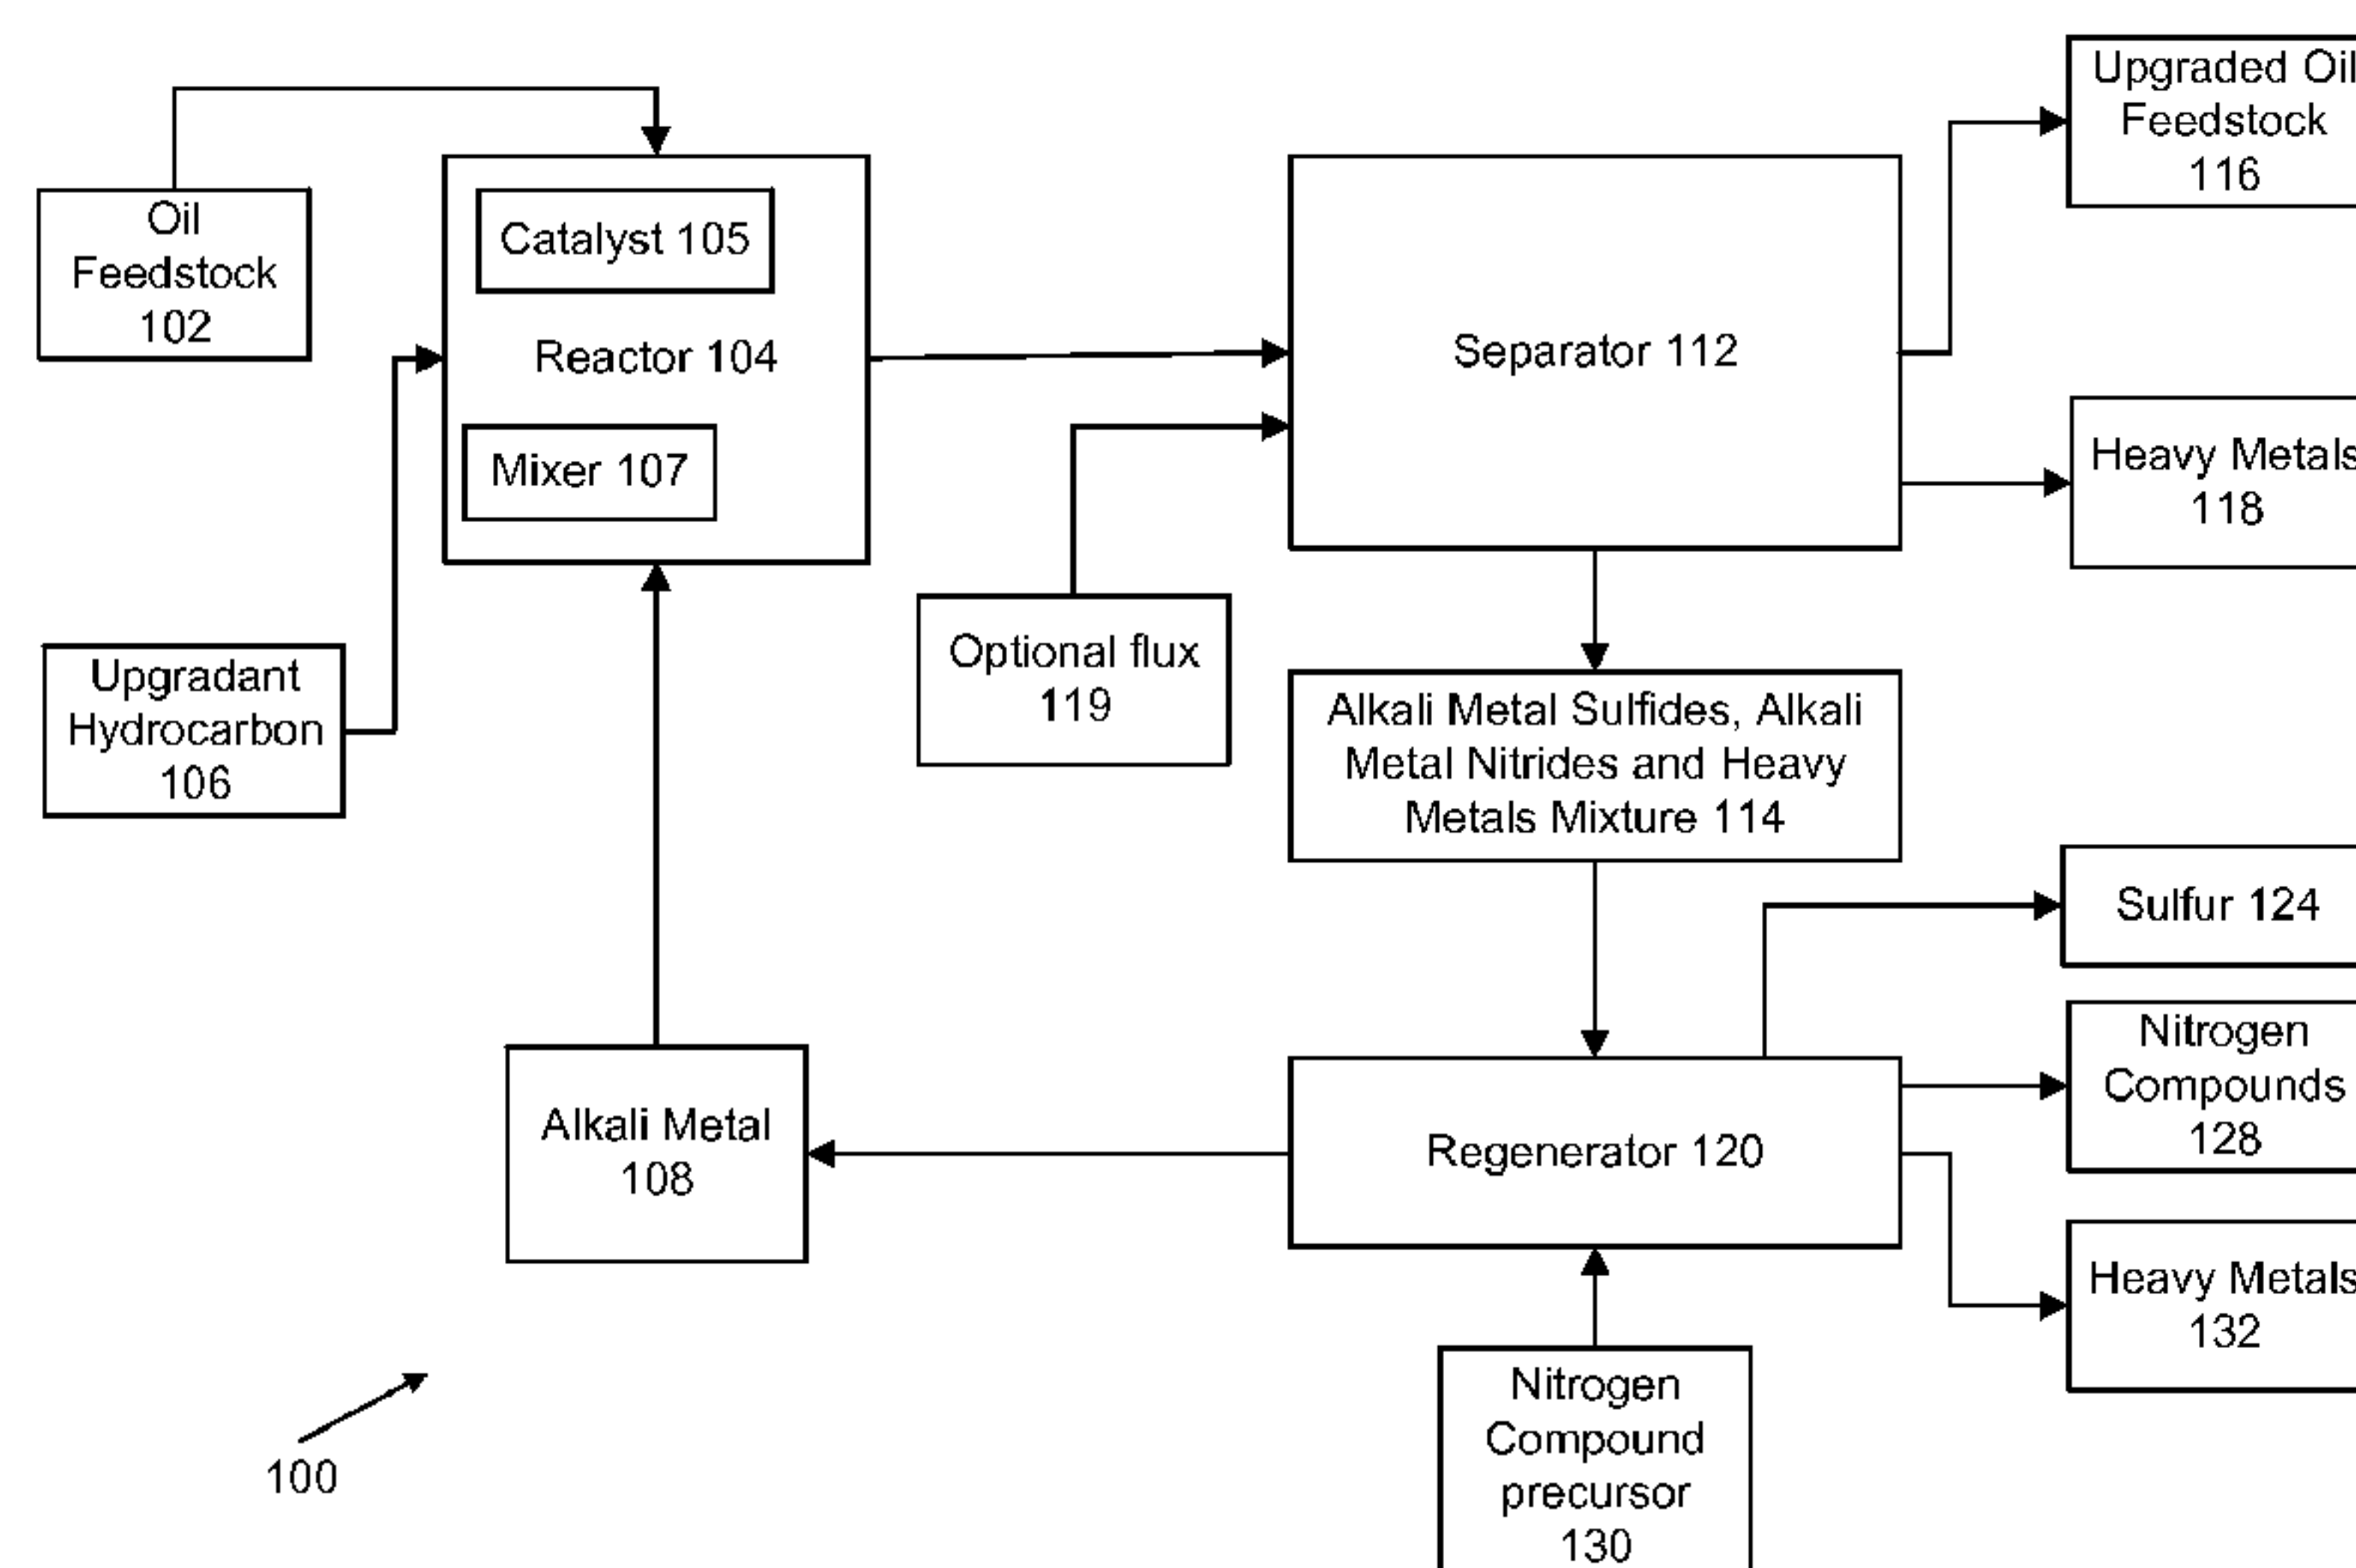 Upgraded Oil
Feedstock
116
Oil
Feedstock
102
Catalyst 105
Reactor 104
Mixer 107
Separator 112
Heavy Metals
118
Upgradant
Hydrocarbon
106
Optional flux
119
Alkali Metal Sulfides, Alkali
Metal Nitrides and Heavy
Metals Mixture 114
Sulfur 124
Nitrogen
Compounds
128
Alkali Metal
108
Regenerator 120
Heavy Metals
132
Nitrogen
Compound
precursor
130
100